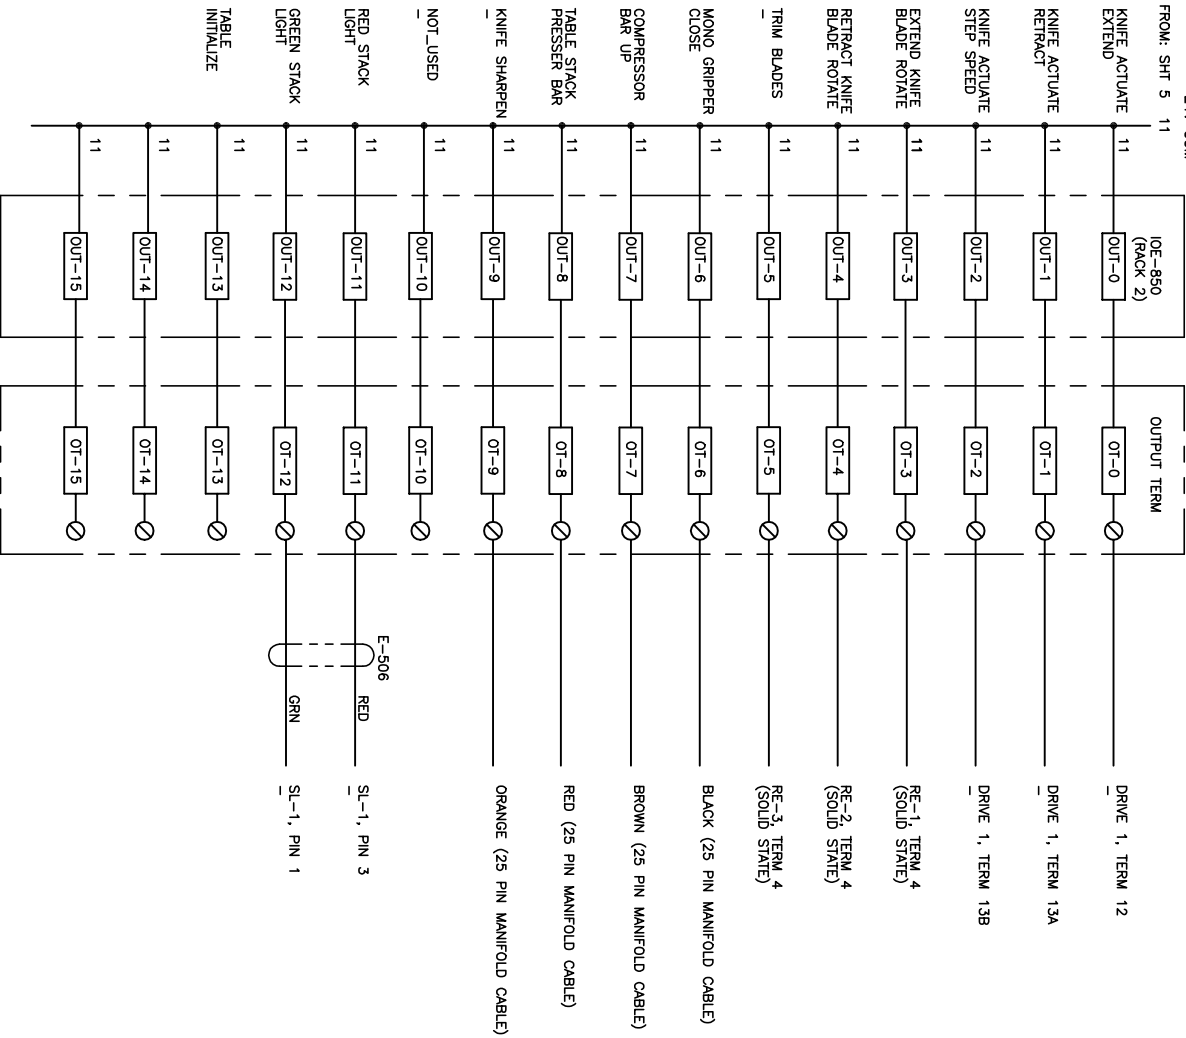 FROM: SHT 5
11
IOE-850
(RACK 2)
OUTPUT TERM
KNIFE ACTUATE
EXTEND
11
OUT-0
OT-0
DRIVE 1, TERM 12
-
KNIFE ACTUATE
RETRACT
11
OUT-1
OT-1
DRIVE 1, TERM 13A
-
KNIFE ACTUATE
STEP SPEED
11
OUT-2
OT-2
DRIVE 1, TERM 13B
-
EXTEND KNIFE
BLADE ROTATE
11
OUT-3
OT-3
RE-1, TERM 4
(SOLID STATE)
RETRACT KNIFE
BLADE ROTATE
11
OUT-4
OT-4
RE-2, TERM 4
(SOLID STATE)
TRIM BLADES
-
11
OUT-5
OT-5
RE-3, TERM 4
(SOLID STATE)
MONO GRIPPER
CLOSE
11
OUT-6
OT-6
BLACK (25 PIN MANIFOLD CABLE)
COMPRESSOR
BAR UP
11
OUT-7
OT-7
BROWN (25 PIN MANIFOLD CABLE)
TABLE STACK
PRESSER BAR
11
OUT-8
OT-8
RED (25 PIN MANIFOLD CABLE)
KNIFE SHARPEN
-
11
OUT-9
OT-9
ORANGE (25 PIN MANIFOLD CABLE)
NOT_USED
-
11
OUT-10
OT-10
RED STACK
LIGHT
11
OUT-11
OT-11
E-506
RED
SL-1, PIN 3
-
GREEN STACK
LIGHT
11
OUT-12
OT-12
GRN
SL-1, PIN 1
-
TABLE
INITIALIZE
11
OUT-13
OT-13
11
OUT-14
OT-14
11
OUT-15
OT-15